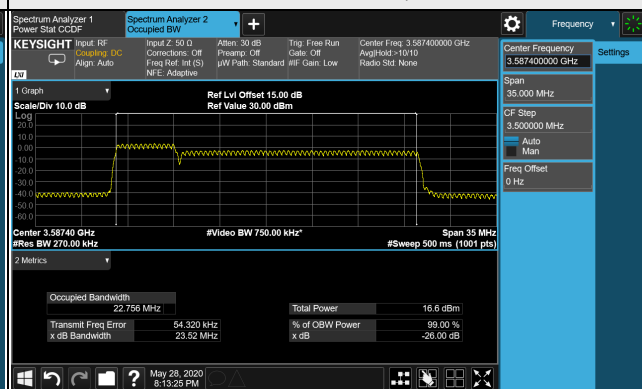 Spectrum Analyzer 1
Power Stat CCDF
Spectrum Analyzer 2
Occupied BW
Frequency
KEYSIGHT
Input: RF
Coupling: DC
Align: Auto
Input Z: 50 Ω
Corrections: Off
Freq Ref: Int (S)
NFE: Adaptive
Atten: 30 dB
Preamp: Off
µW Path: Standard
Trig: Free Run
Gate: Off
#IF Gain: Low
Center Freq: 3.587400000 GHz
Avg|Hold:>10/10
Radio Std: None
LXI
Center Frequency
3.587400000 GHz
Settings
Span
35.000 MHz
CF Step
3.500000 MHz
Auto
Man
Freq Offset
0 Hz
1 Graph
Scale/Div 10.0 dB
Ref Lvl Offset 15.00 dB
Ref Value 30.00 dBm
Log
20.0
10.0
0.00
-10.0
-20.0
-30.0
-40.0
-50.0
-60.0
Center 3.58740 GHz
#Res BW 270.00 kHz
#Video BW 750.00 kHz*
Span 35 MHz
#Sweep 500 ms (1001 pts)
2 Metrics
Occupied Bandwidth
22.756 MHz
Total Power 16.6 dBm
Transmit Freq Error 54.320 kHz
% of OBW Power 99.00 %
x dB Bandwidth 23.52 MHz
x dB -26.00 dB
May 28, 2020
8:13:25 PM